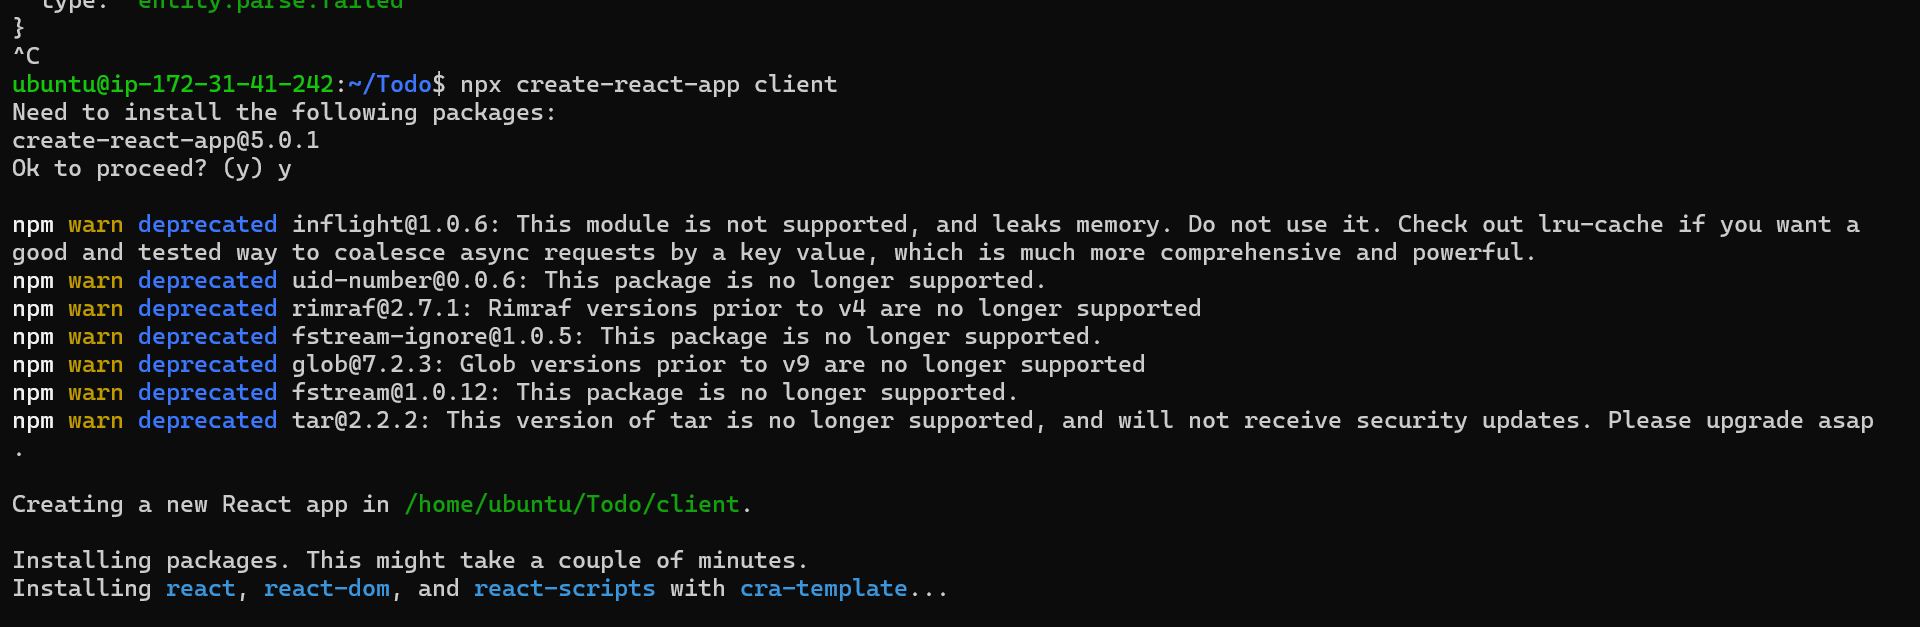 type: 'entity.parse.failed'
}
^C
ubuntu@ip-172-31-41-242:~/Todo$ npx create-react-app client
Need to install the following packages:
create-react-app@5.0.1
Ok to proceed? (y) y
npm warn deprecated inflight@1.0.6: This module is not supported, and leaks memory. Do not use it. Check out lru-cache if you want a
good and tested way to coalesce async requests by a key value, which is much more comprehensive and powerful.
npm warn deprecated uid-number@0.0.6: This package is no longer supported.
npm warn deprecated rimraf@2.7.1: Rimraf versions prior to v4 are no longer supported
npm warn deprecated fstream-ignore@1.0.5: This package is no longer supported.
npm warn deprecated glob@7.2.3: Glob versions prior to v9 are no longer supported
npm warn deprecated fstream@1.0.12: This package is no longer supported.
npm warn deprecated tar@2.2.2: This version of tar is no longer supported, and will not receive security updates. Please upgrade asap
.
Creating a new React app in /home/ubuntu/Todo/client.
Installing packages. This might take a couple of minutes.
Installing react, react-dom, and react-scripts with cra-template...